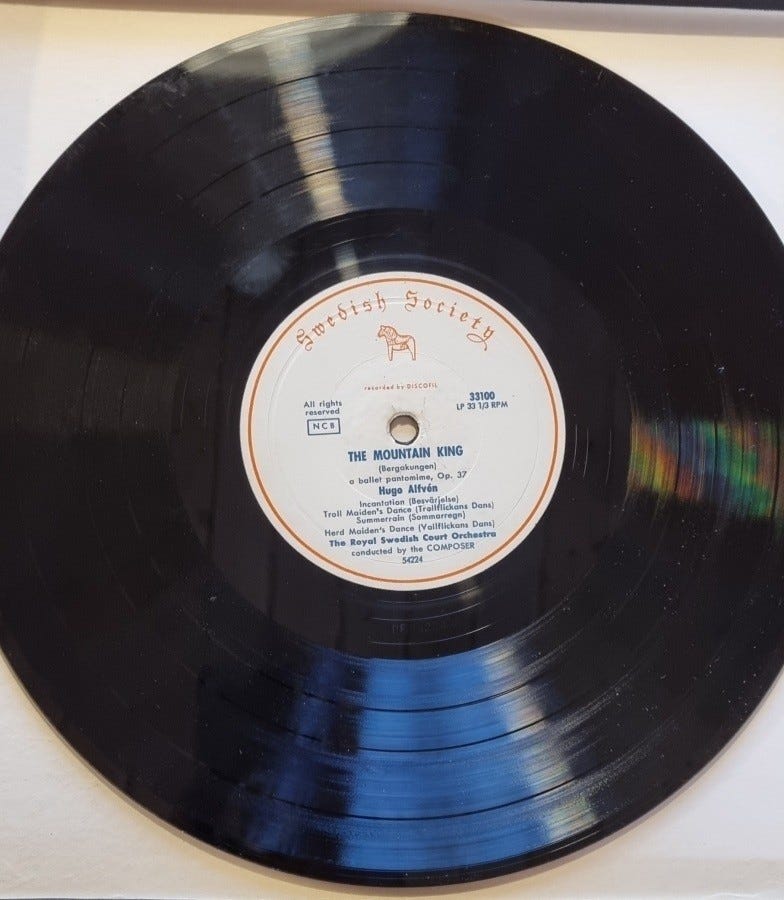 Swedish Society
recorded by DISCOFIL
All rights
reserved
NCB
33100
LP 33 1/3 RPM
THE MOUNTAIN KING
(Bergakungen)
a ballet pantomime, Op. 37
Hugo Alfvén
Incantation (Besvärjelse)
Troll Maiden's Dance (Trollflickans Dans)
Summerrain (Sommarregn)
Herd Maiden's Dance (Vallflickans Dans)
The Royal Swedish Court Orchestra
conducted by the COMPOSER
54224